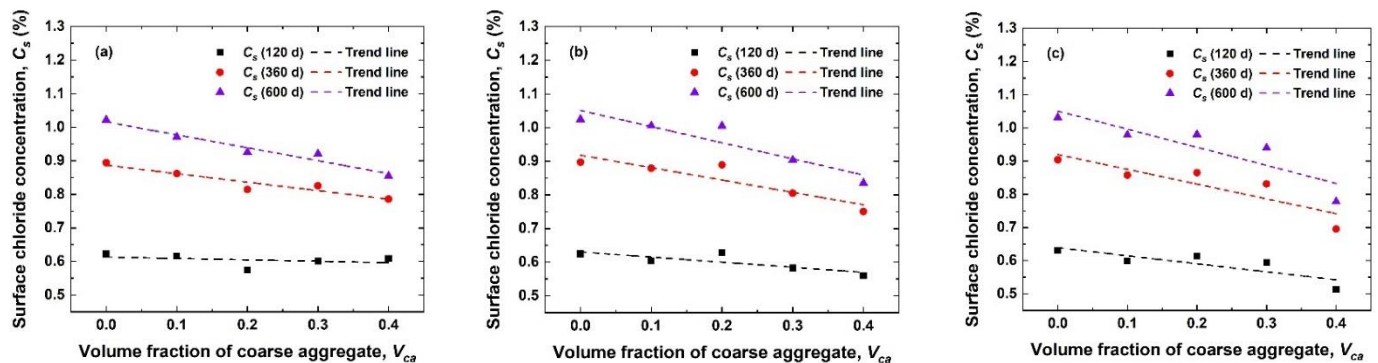 Surface chloride concentration, Cs (%)
1.3
1.2
1.1
1.0
0.9
0.8
0.7
0.6
0.5
(a)
Cs (120 d) Trend line
Cs (360 d) Trend line
Cs (600 d) Trend line
0.0 0.1 0.2 0.3 0.4
Volume fraction of coarse aggregate, Vca
Surface chloride concentration, Cs (%)
1.3
1.2
1.1
1.0
0.9
0.8
0.7
0.6
0.5
(b)
Cs (120 d) Trend line
Cs (360 d) Trend line
Cs (600 d) Trend line
0.0 0.1 0.2 0.3 0.4
Volume fraction of coarse aggregate, Vca
Surface chloride concentration, Cs (%)
1.3
1.2
1.1
1.0
0.9
0.8
0.7
0.6
0.5
(c)
Cs (120 d) Trend line
Cs (360 d) Trend line
Cs (600 d) Trend line
0.0 0.1 0.2 0.3 0.4
Volume fraction of coarse aggregate, Vca